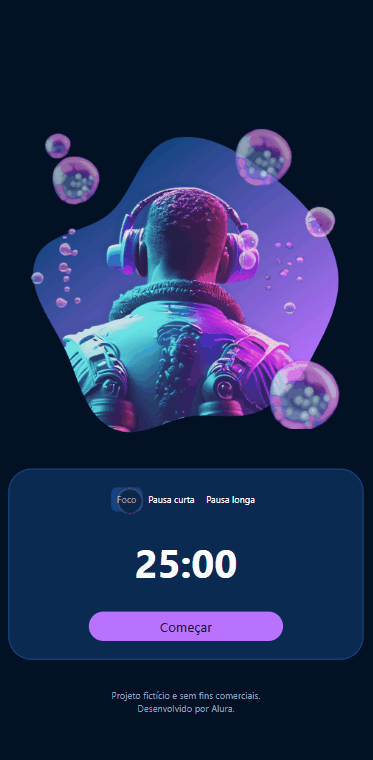 Foco Pausa curta Pausa longa
25:00
Começar
Projeto fictício e sem fins comerciais.
Desenvolvido por Alura.